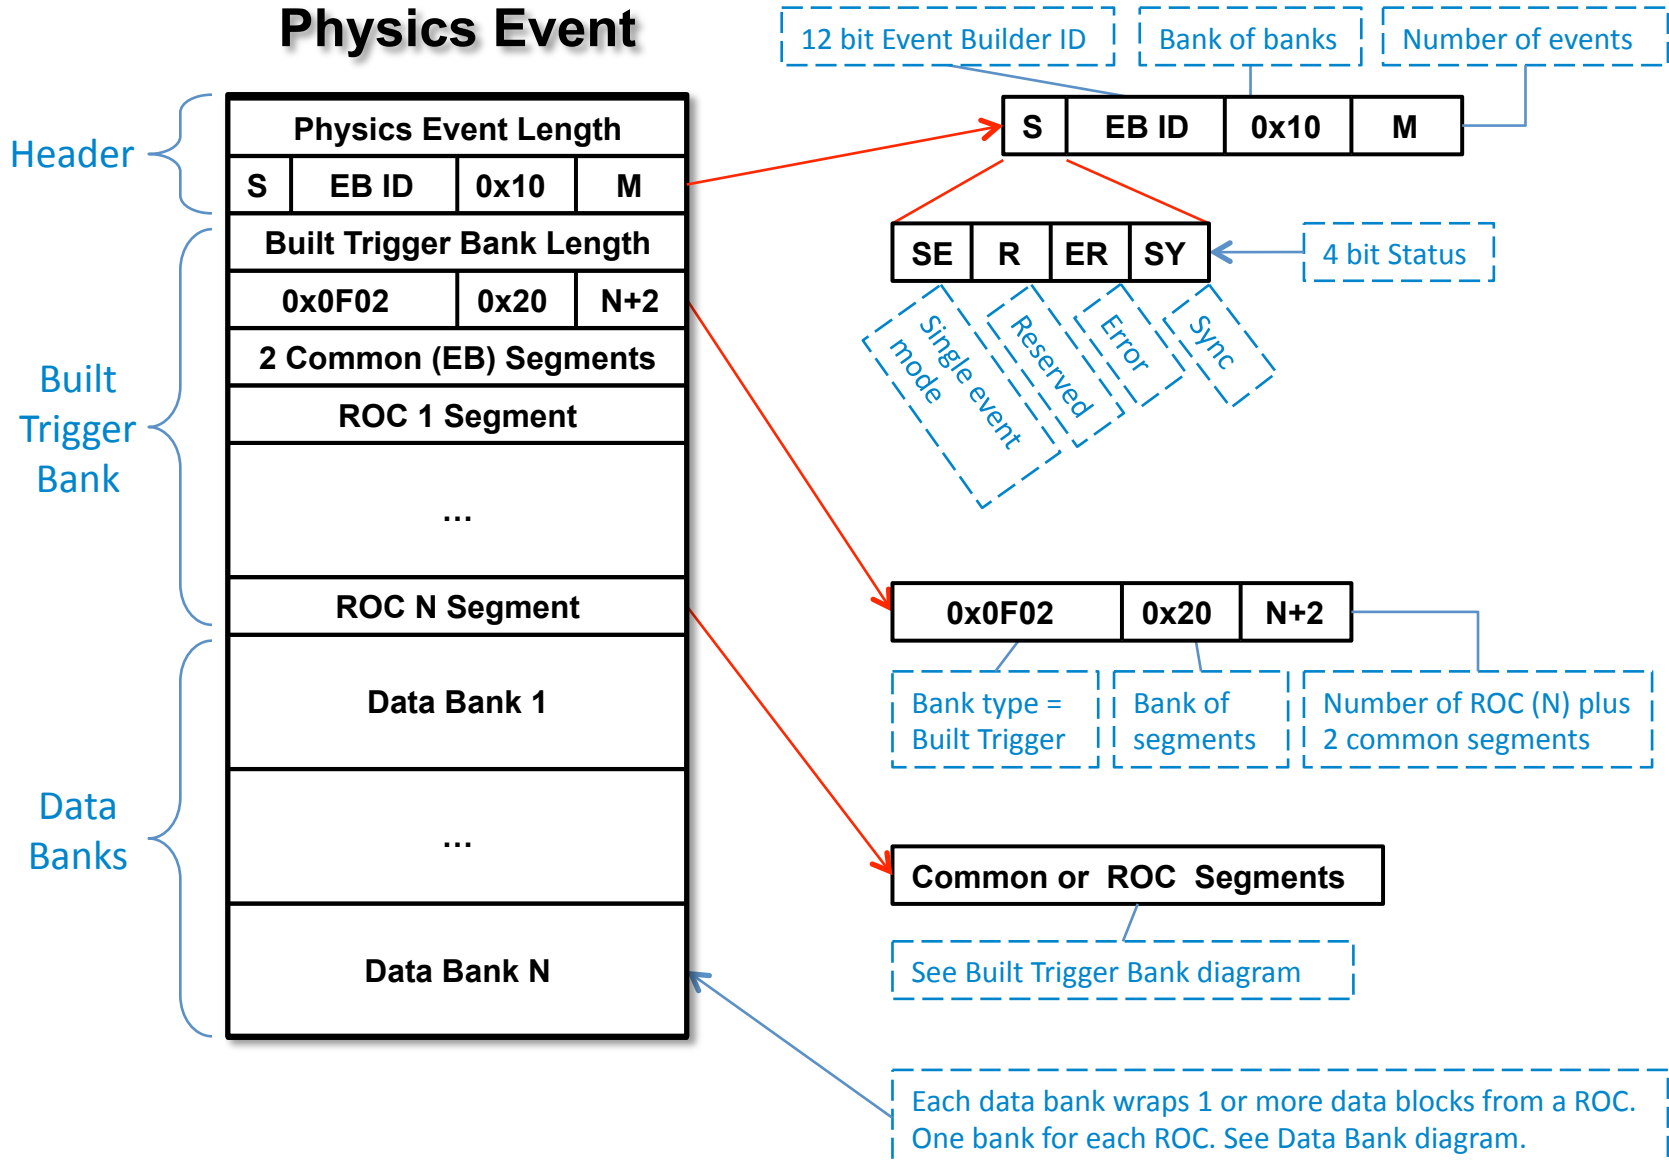 Physics Event
12 bit Event Builder ID
Bank of banks
Number of events
Header
Physics Event Length
S EB ID 0x10 M
S EB ID 0x10 M
Built Trigger Bank Length
0x0F02 0x20 N+2
2 Common (EB) Segments
ROC 1 Segment
...
ROC N Segment
Built
Trigger
Bank
SE R ER SY
4 bit Status
Single event
mode
Reserved
Error
Sync
0x0F02 0x20 N+2
Bank type =
Built Trigger
Bank of
segments
Number of ROC (N) plus
2 common segments
Data
Banks
Data Bank 1
...
Data Bank N
Common or ROC Segments
See Built Trigger Bank diagram
Each data bank wraps 1 or more data blocks from a ROC.
One bank for each ROC. See Data Bank diagram.